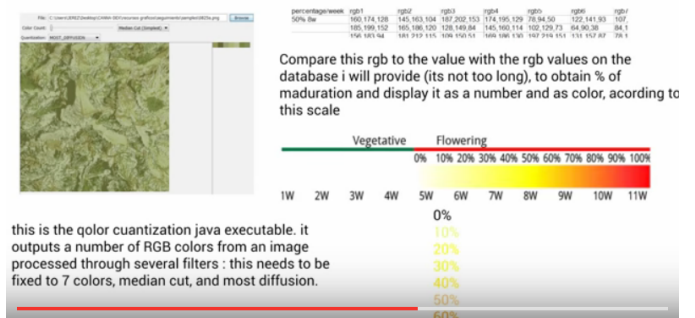 File:
Browse
Color Count:
Median Cut (Simplest)
Quantization: MOST_DIFFUSION
percentage/week rgb1 rgb2 rgb3 rgb4 rgb5 rgb6
50% 8w 160,174,128 145,163,104 187,202,153 174,195,129 78,94,50 122,141,93 107,
185,199,152 165,186,120 128,149,84 145,160,114 102,129,73 64,90,38 84,1
Compare this rgb to the value with the rgb values on the
database i will provide (its not too long), to obtain % of
maduration and display it as a number and as color, acording to
this scale
Vegetative Flowering
0% 10% 20% 30% 40% 50% 60% 70% 80% 90% 100%
1W 2W 3W 4W 5W 6W 7W 8W 9W 10W 11W
0%
10%
20%
30%
40%
50%
60%
this is the qolor cuantization java executable. it
outputs a number of RGB colors from an image
processed through several filters : this needs to be
fixed to 7 colors, median cut, and most diffusion.